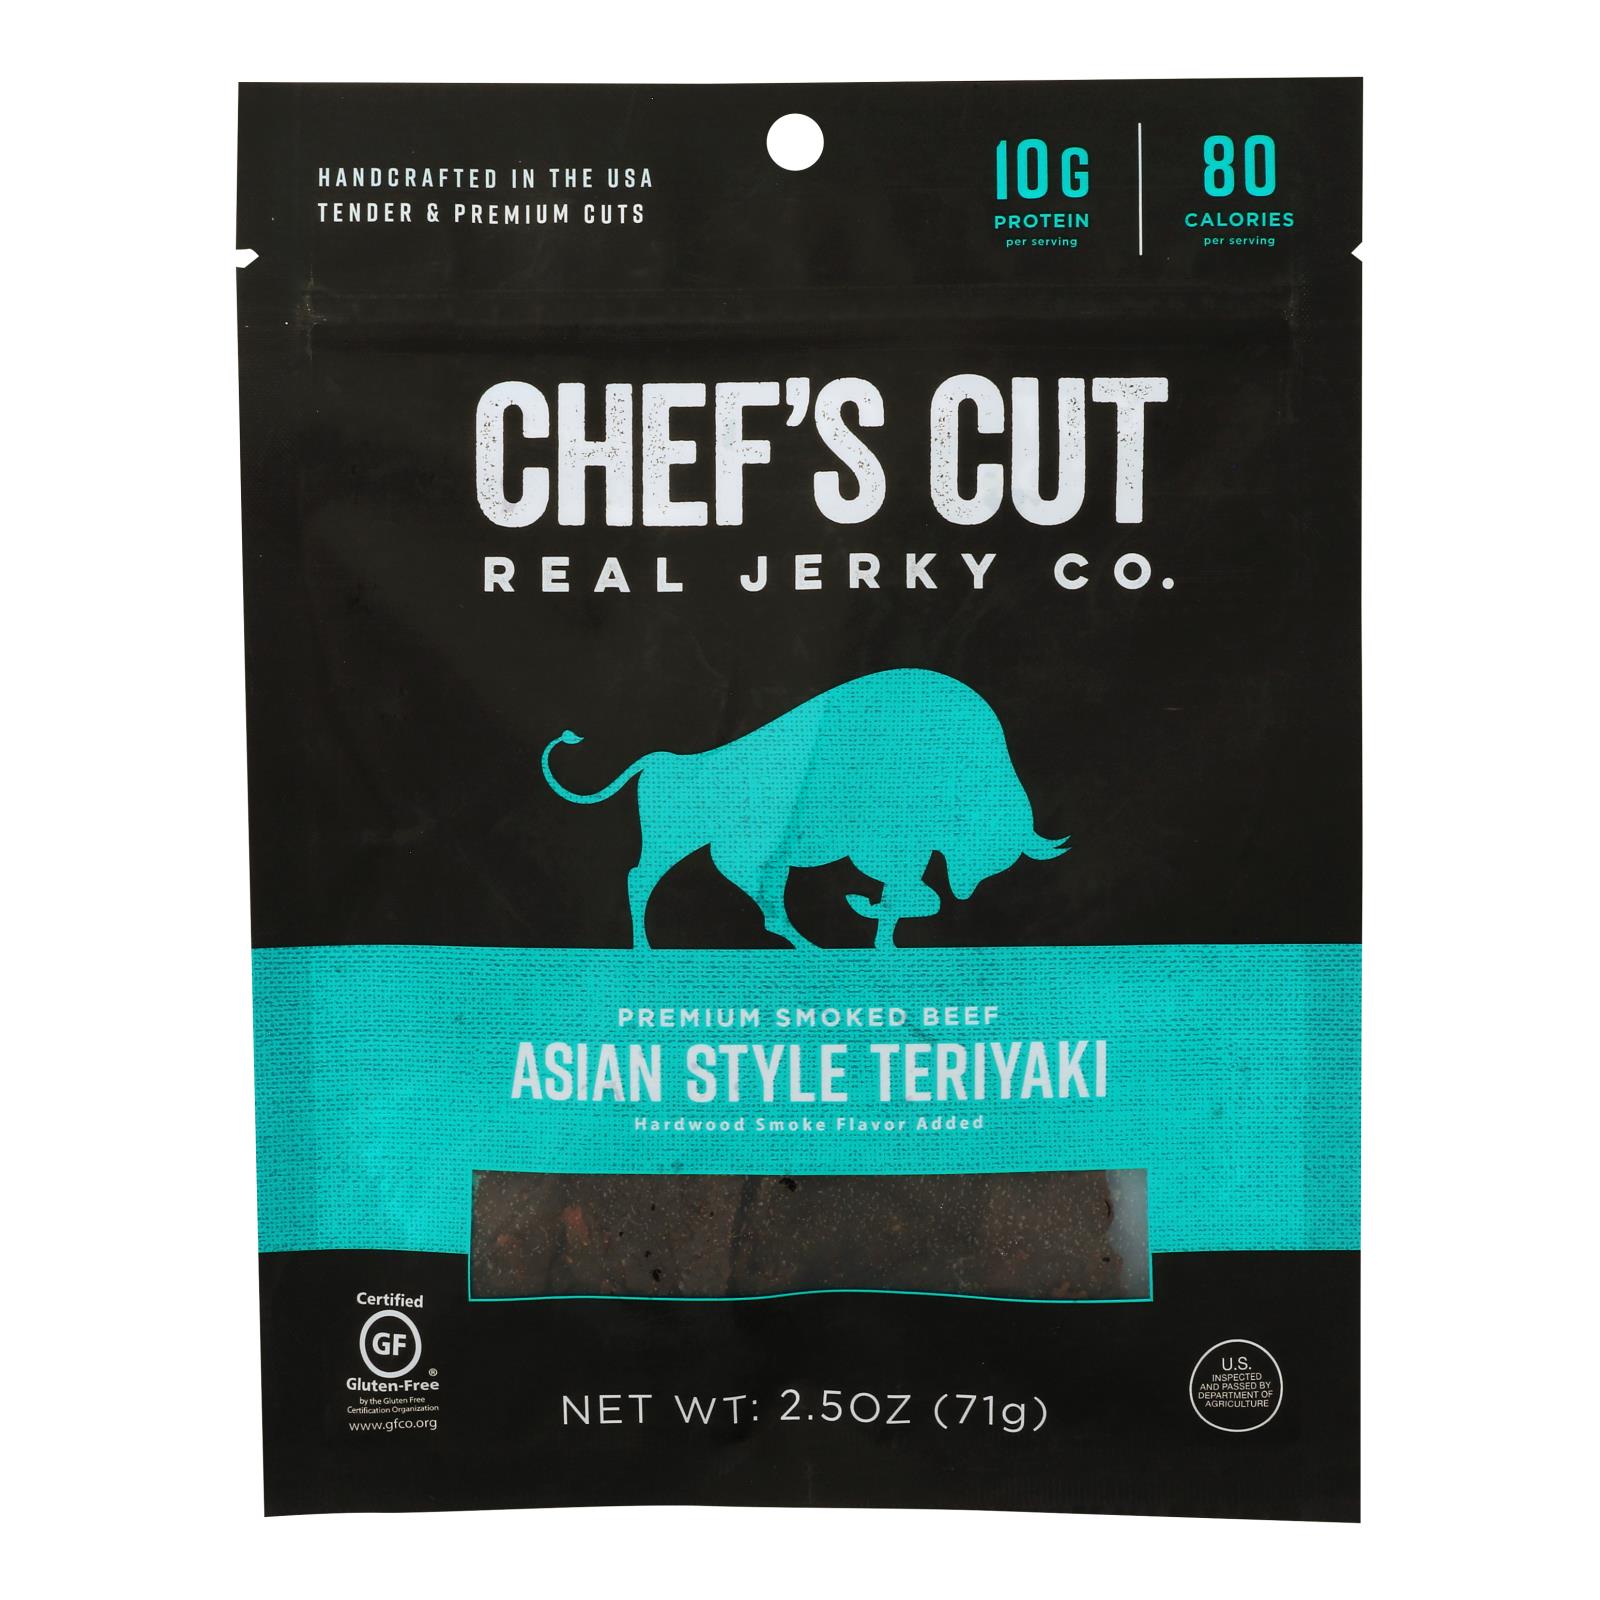 HANDCRAFTED IN THE USA
TENDER & PREMIUM CUTS
10G
PROTEIN
per serving
80
CALORIES
per serving
CHEF'S CUT
REAL JERKY CO.
PREMIUM SMOKED BEEF
ASIAN STYLE TERIYAKI
Hardwood Smoke Flavor Added
Certified
GF
®
Gluten-Free
by the Gluten Free
Certification Organization
www.gfco.org
NET WT: 2.5OZ (71g)
U.S.
INSPECTED
AND PASSED BY
DEPARTMENT OF
AGRICULTURE